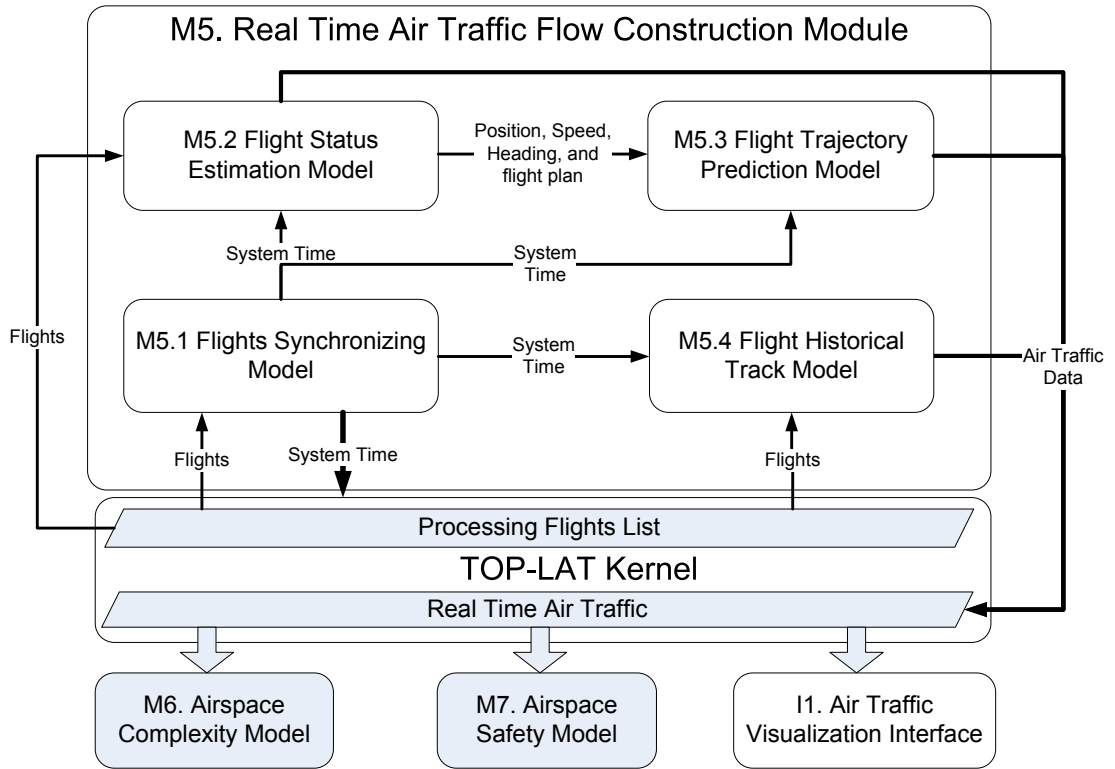 M5. Real Time Air Traffic Flow Construction Module
M5.2 Flight Status
Estimation Model
Position, Speed,
Heading, and
flight plan
M5.3 Flight Trajectory
Prediction Model
System Time
System
Time
Flights
M5.1 Flights Synchronizing
Model
System
Time
M5.4 Flight Historical
Track Model
Air Traffic
Data
Flights
System Time
Flights
Processing Flights List
TOP-LAT Kernel
Real Time Air Traffic
M6. Airspace
Complexity Model
M7. Airspace
Safety Model
I1. Air Traffic
Visualization Interface